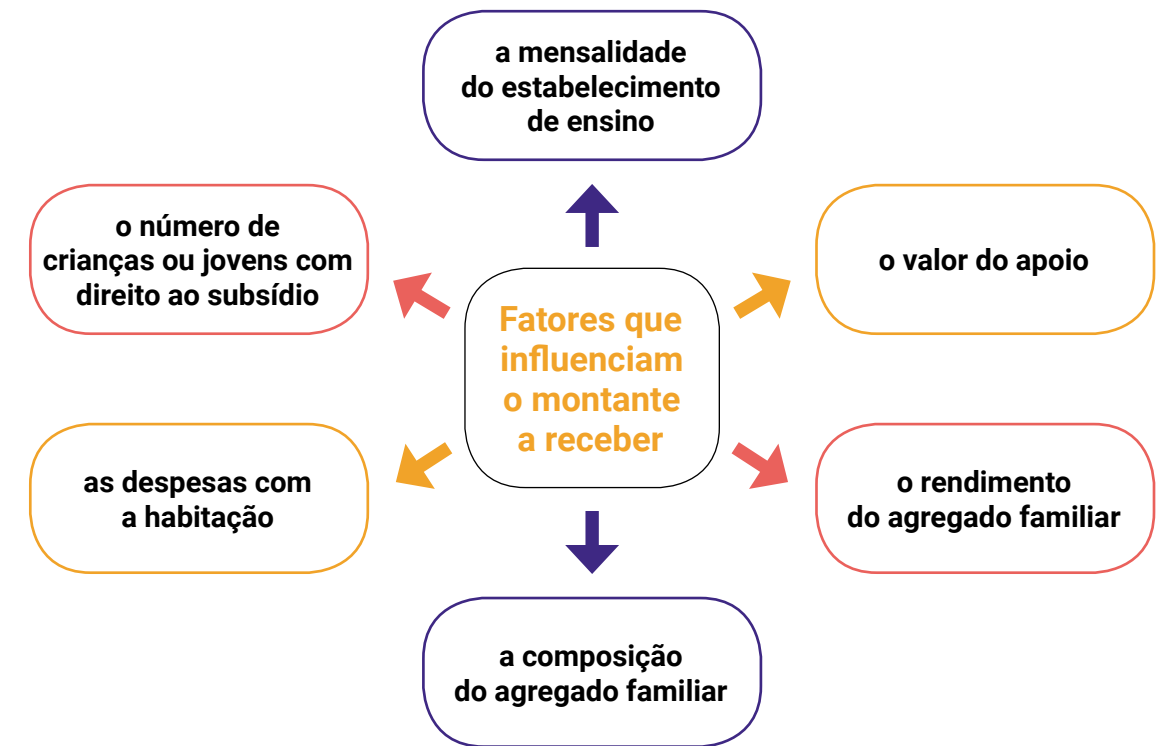 a mensalidade
do estabelecimento
de ensino
o número de
crianças ou jovens com
direito ao subsídio
o valor do apoio
Fatores que
influenciam
o montante
a receber
as despesas com
a habitação
o rendimento
do agregado familiar
a composição
do agregado familiar